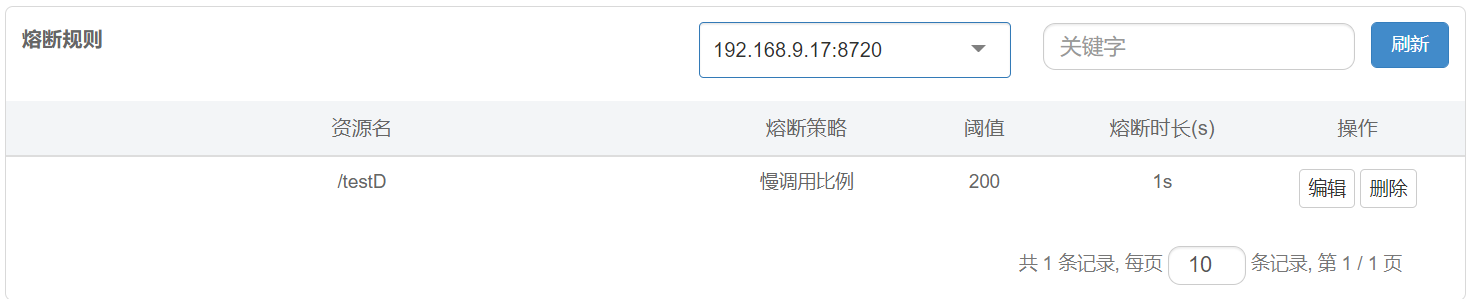 熔断规则 192.168.9.17:8720 关键字 刷新
资源名 熔断策略 阈值 熔断时长(s) 操作
/testD 慢调用比例 200 1s 编辑 删除
共 1 条记录, 每页 10 条记录, 第 1 / 1 页